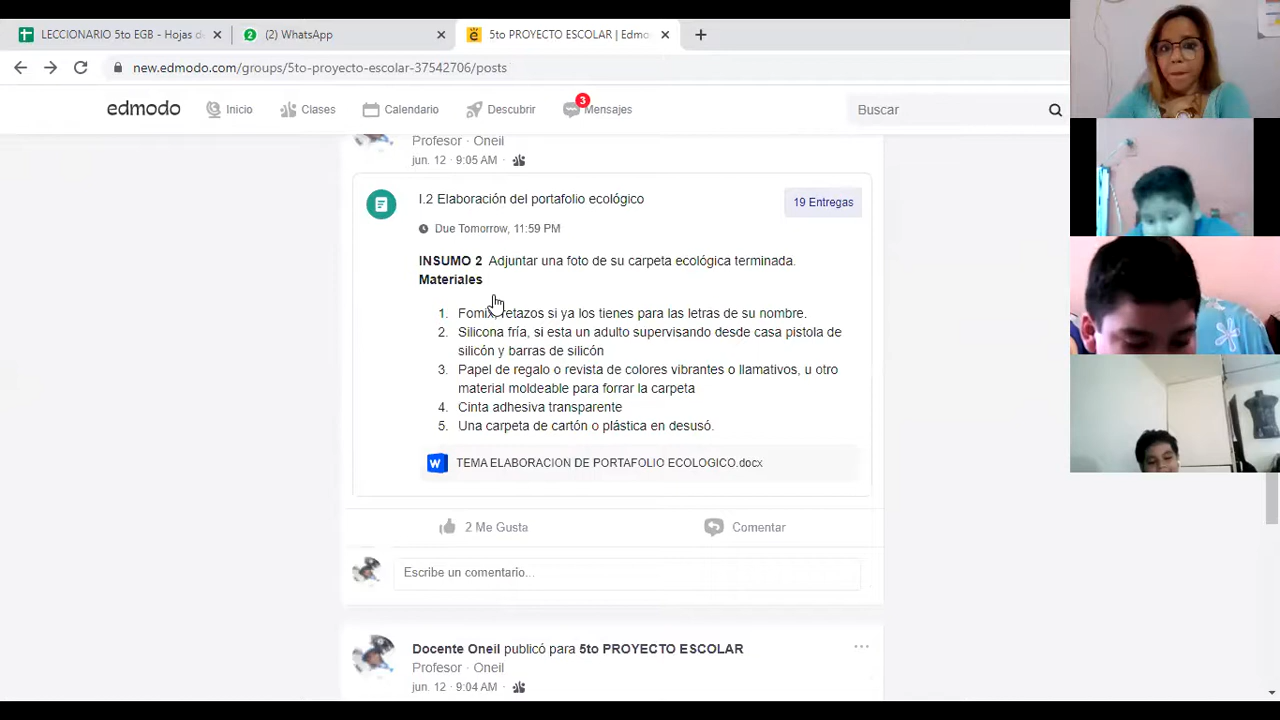 LECCIONARIO 5to EGB - Hojas d
(2) WhatsApp
5to PROYECTO ESCOLAR | Edmo
new.edmodo.com/groups/5to-proyecto-escolar-37542706/posts
edmodo
Inicio
Clases
Calendario
Descubrir
3
Mensajes
Buscar
Profesor · Oneil
jun. 12 · 9:05 AM ·
I.2 Elaboración del portafolio ecológico
19 Entregas
Due Tomorrow, 11:59 PM
INSUMO 2 Adjuntar una foto de su carpeta ecológica terminada.
Materiales
1. Fomix, retazos si ya los tienes para las letras de su nombre.
2. Silicona fría, si esta un adulto supervisando desde casa pistola de
silicón y barras de silicón
3. Papel de regalo o revista de colores vibrantes o llamativos, u otro
material moldeable para forrar la carpeta
4. Cinta adhesiva transparente
5. Una carpeta de cartón o plástica en desusó.
TEMA ELABORACION DE PORTAFOLIO ECOLOGICO.docx
2 Me Gusta
Comentar
Escribe un comentario...
Docente Oneil publicó para 5to PROYECTO ESCOLAR
Profesor · Oneil
jun. 12 · 9:04 AM ·